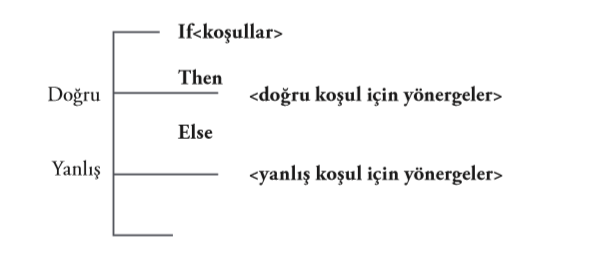 If<koşullar>
Then
Doğru
<doğru koşul için yönergeler>
Else
Yanlış
<yanlış koşul için yönergeler>